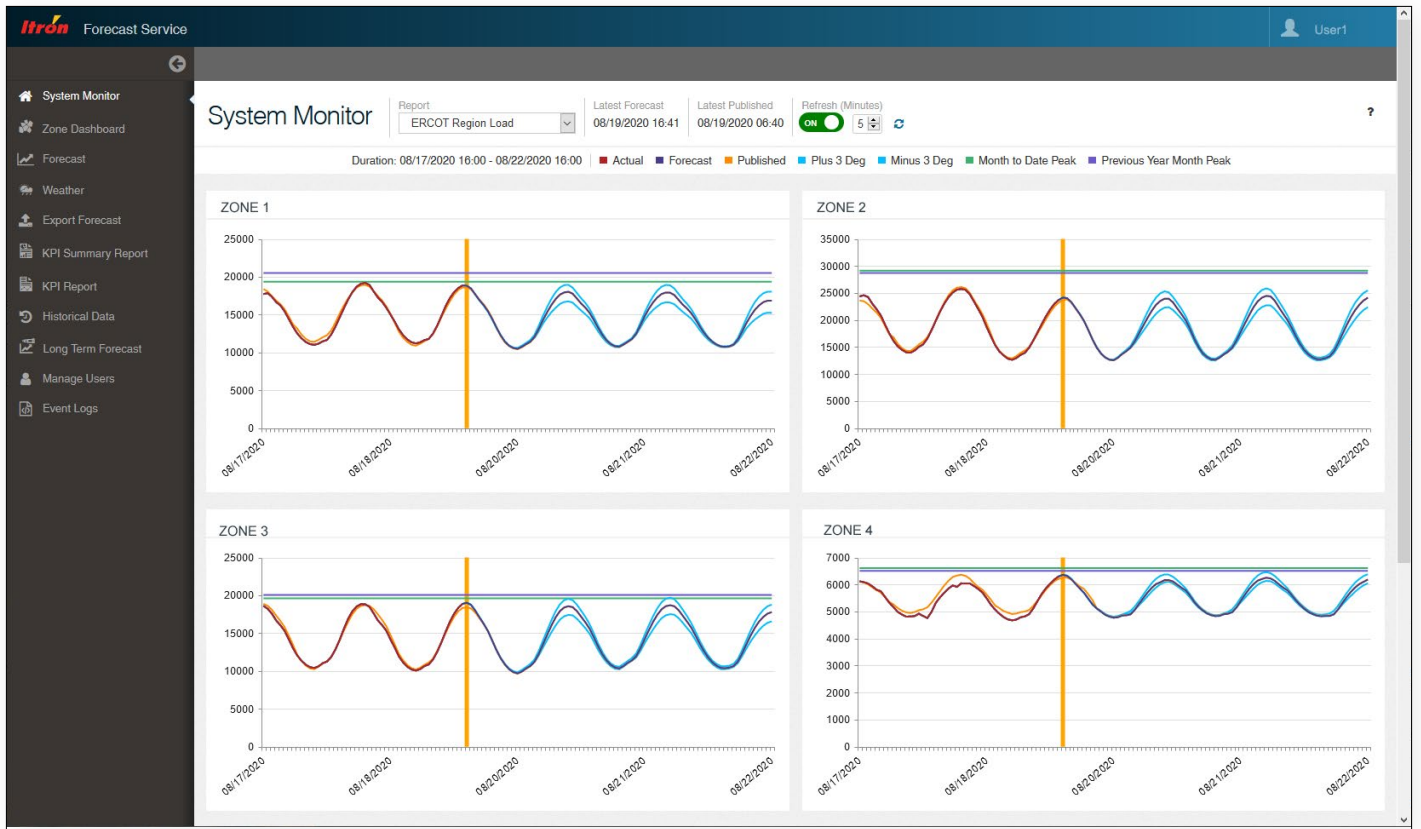 Itrón Forecast Service
User1
System Monitor
Zone Dashboard
Forecast
Weather
Export Forecast
KPI Summary Report
KPI Report
Historical Data
Long Term Forecast
Manage Users
Event Logs
System Monitor
Report
ERCOT Region Load
Latest Forecast
08/19/2020 16:41
Latest Published
08/19/2020 06:40
Refresh (Minutes)
ON
5
?
Duration: 08/17/2020 16:00 - 08/22/2020 16:00 Actual Forecast Published Plus 3 Deg Minus 3 Deg Month to Date Peak Previous Year Month Peak
ZONE 1
25000
20000
15000
10000
5000
0
08/17/2020 08/18/2020 08/20/2020 08/21/2020 08/22/2020
ZONE 2
35000
30000
25000
20000
15000
10000
5000
0
08/17/2020 08/18/2020 08/20/2020 08/21/2020 08/22/2020
ZONE 3
25000
20000
15000
10000
5000
0
08/17/2020 08/18/2020 08/20/2020 08/21/2020 08/22/2020
ZONE 4
7000
6000
5000
4000
3000
2000
1000
0
08/17/2020 08/18/2020 08/20/2020 08/21/2020 08/22/2020